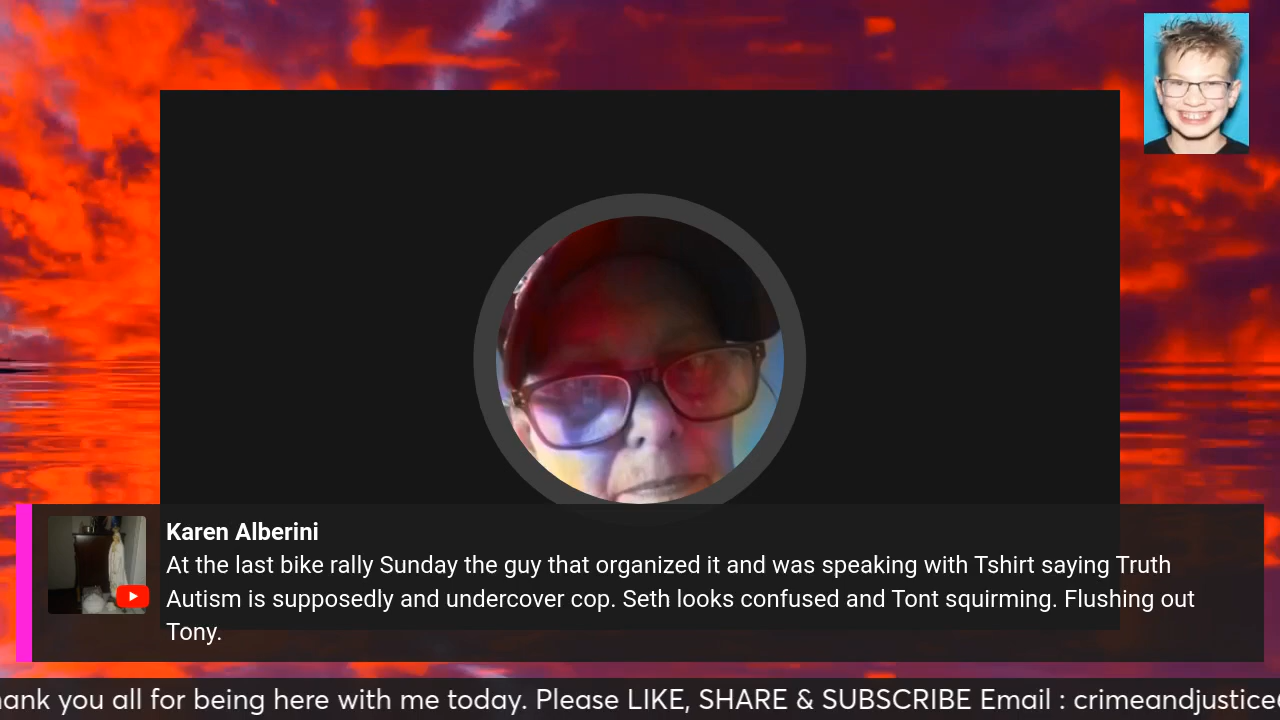 Karen Alberini
At the last bike rally Sunday the guy that organized it and was speaking with Tshirt saying Truth
Autism is supposedly and undercover cop. Seth looks confused and Tont squirming. Flushing out
Tony.
you all for being here with me today. Please LIKE, SHARE & SUBSCRIBE Email :